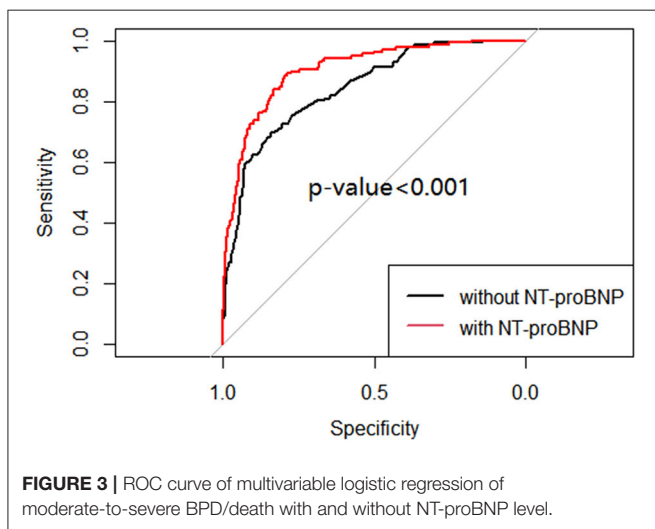 1.0
0.8
0.6
0.4
0.2
0.0
Sensitivity
p-value<0.001
without NT-proBNP
with NT-proBNP
1.0 0.5 0.0
Specificity
FIGURE 3 | ROC curve of multivariable logistic regression of
moderate-to-severe BPD/death with and without NT-proBNP level.